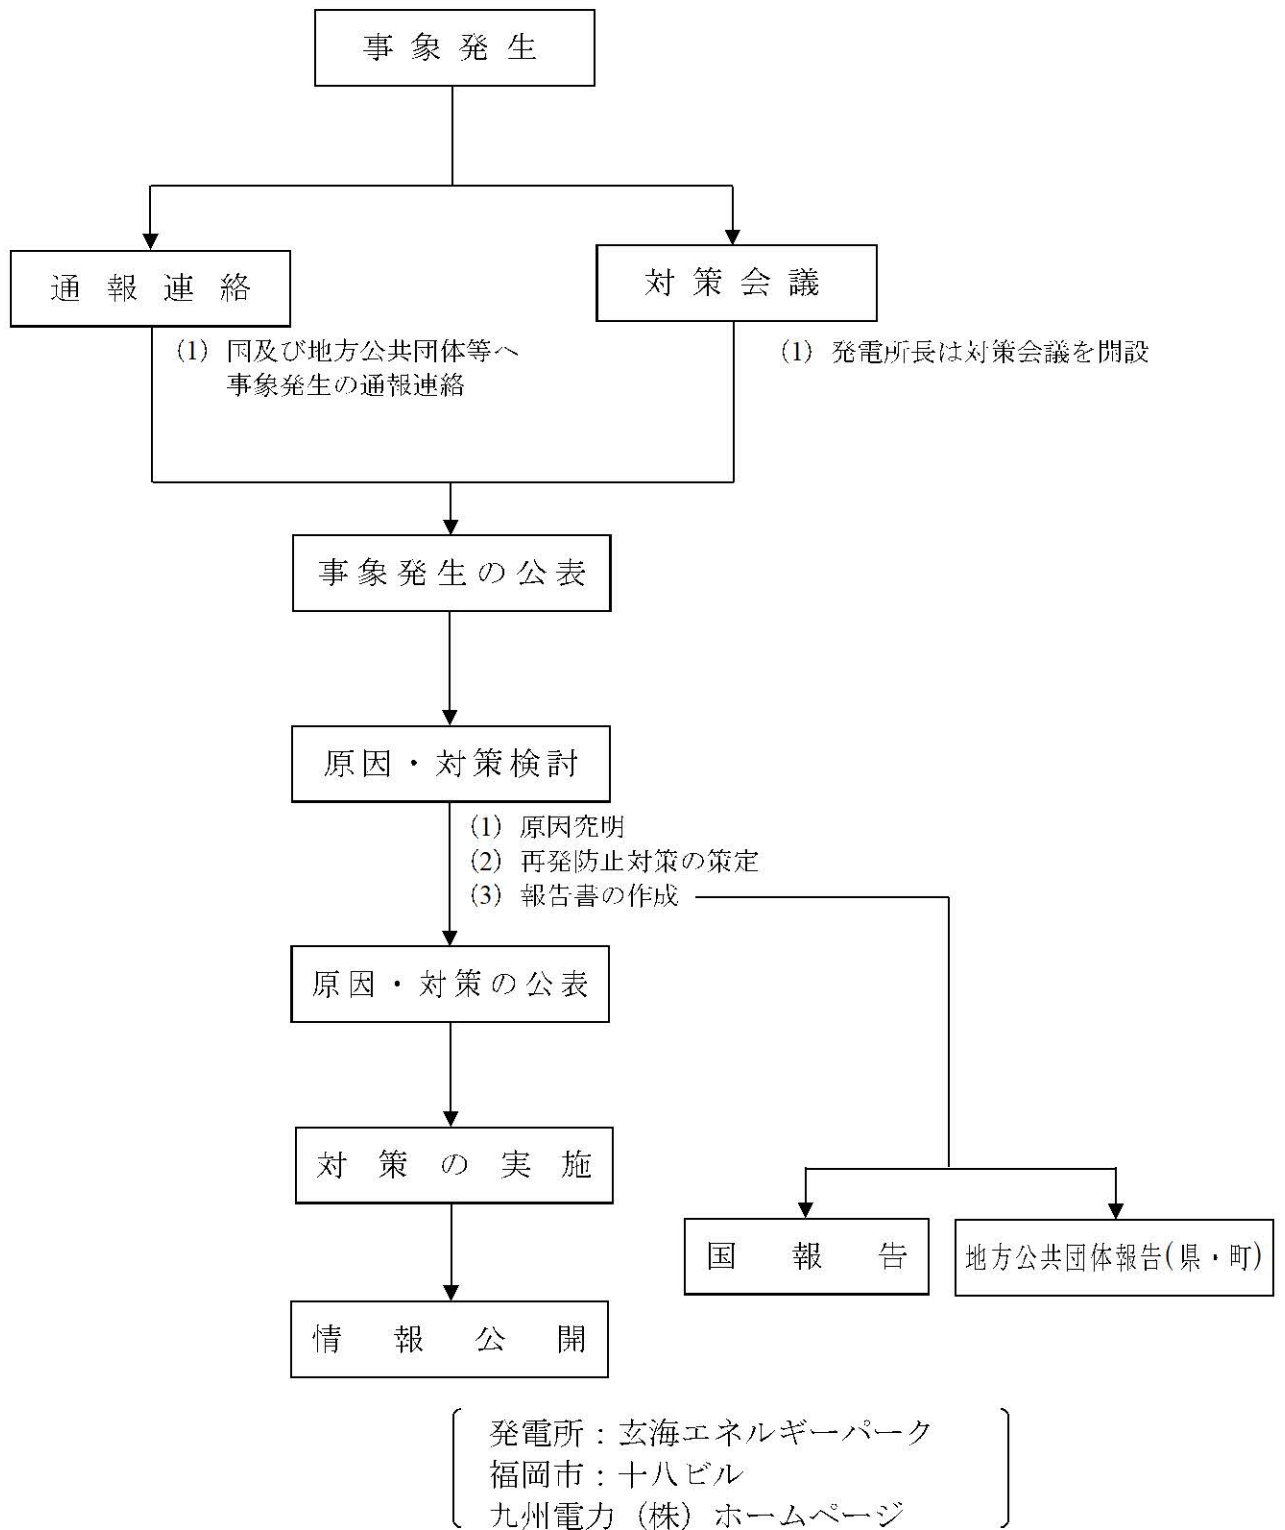 事象発生
通報連絡
対策会議
(1) 国及び地方公共団体等へ
事象発生の通報連絡
(1) 発電所長は対策会議を開設
事象発生の公表
原因・対策検討
(1) 原因究明
(2) 再発防止対策の策定
(3) 報告書の作成
原因・対策の公表
対策の実施
国報告
地方公共団体報告(県・町)
情報公開
発電所：玄海エネルギーパーク
福岡市：十八ビル
九州電力（株）ホームページ